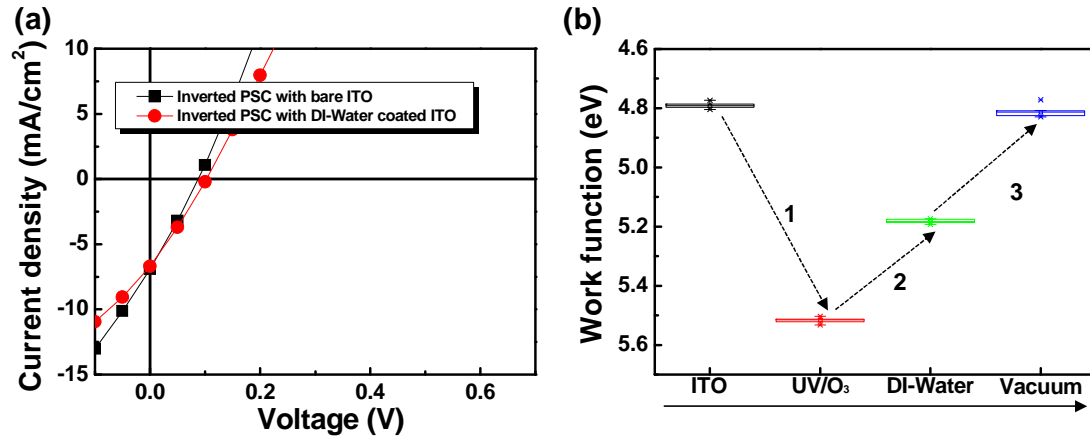 (a)
10
5
0
-5
-10
-15
Current density (mA/cm²)
Inverted PSC with bare ITO
Inverted PSC with DI-Water coated ITO
0.0 0.2 0.4 0.6
Voltage (V)
(b)
4.6
4.8
5.0
5.2
5.4
5.6
Work function (eV)
1
2
3
ITO UV/O₃ DI-Water Vacuum